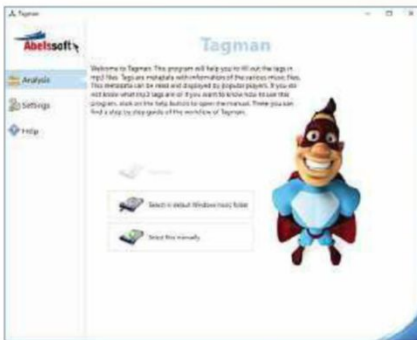 Tagman
Abelssoft
Tagman
Analysis
Settings
Help
Welcome to Tagman. This program will help you to fill out the tags in
mp3 files. Tags are metadata with information of the various music files.
This metadata can be read and displayed by popular players. If you do
not know what mp3 tags are or if you want to know how to use this
program, click on the help button to open the manual. There you can
find a step by step guide of the workflow of Tagman.
Select in default Windows music folder
Select files manually